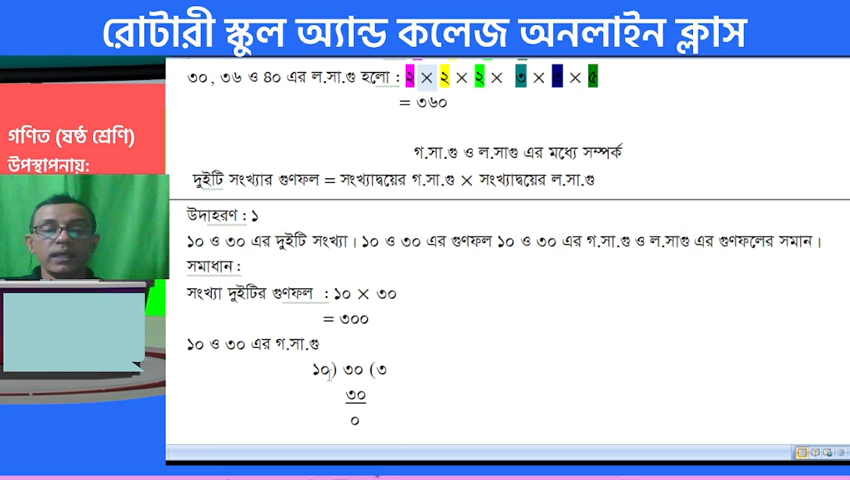 রোটারী স্কুল অ্যান্ড কলেজ অনলাইন ক্লাস
গণিত (ষষ্ঠ শ্রেণি)
উপস্থাপনায়:
৩০, ৩৬ ও ৪০ এর ল.সা.গু হলো : ২ × ২ × ২ × ৩ × ৩ × ৫
= ৩৬০
গ.সা.গু ও ল.সাগু এর মধ্যে সম্পর্ক
দুইটি সংখ্যার গুণফল = সংখ্যাদ্বয়ের গ.সা.গু × সংখ্যাদ্বয়ের ল.সা.গু
উদাহরণ : ১
১০ ও ৩০ এর দুইটি সংখ্যা। ১০ ও ৩০ এর গুণফল ১০ ও ৩০ এর গ.সা.গু ও ল.সাগু এর গুণফলের সমান।
সমাধান :
সংখ্যা দুইটির গুণফল : ১০ × ৩০
= ৩০০
১০ ও ৩০ এর গ.সা.গু
১০) ৩০ (৩
৩০
০